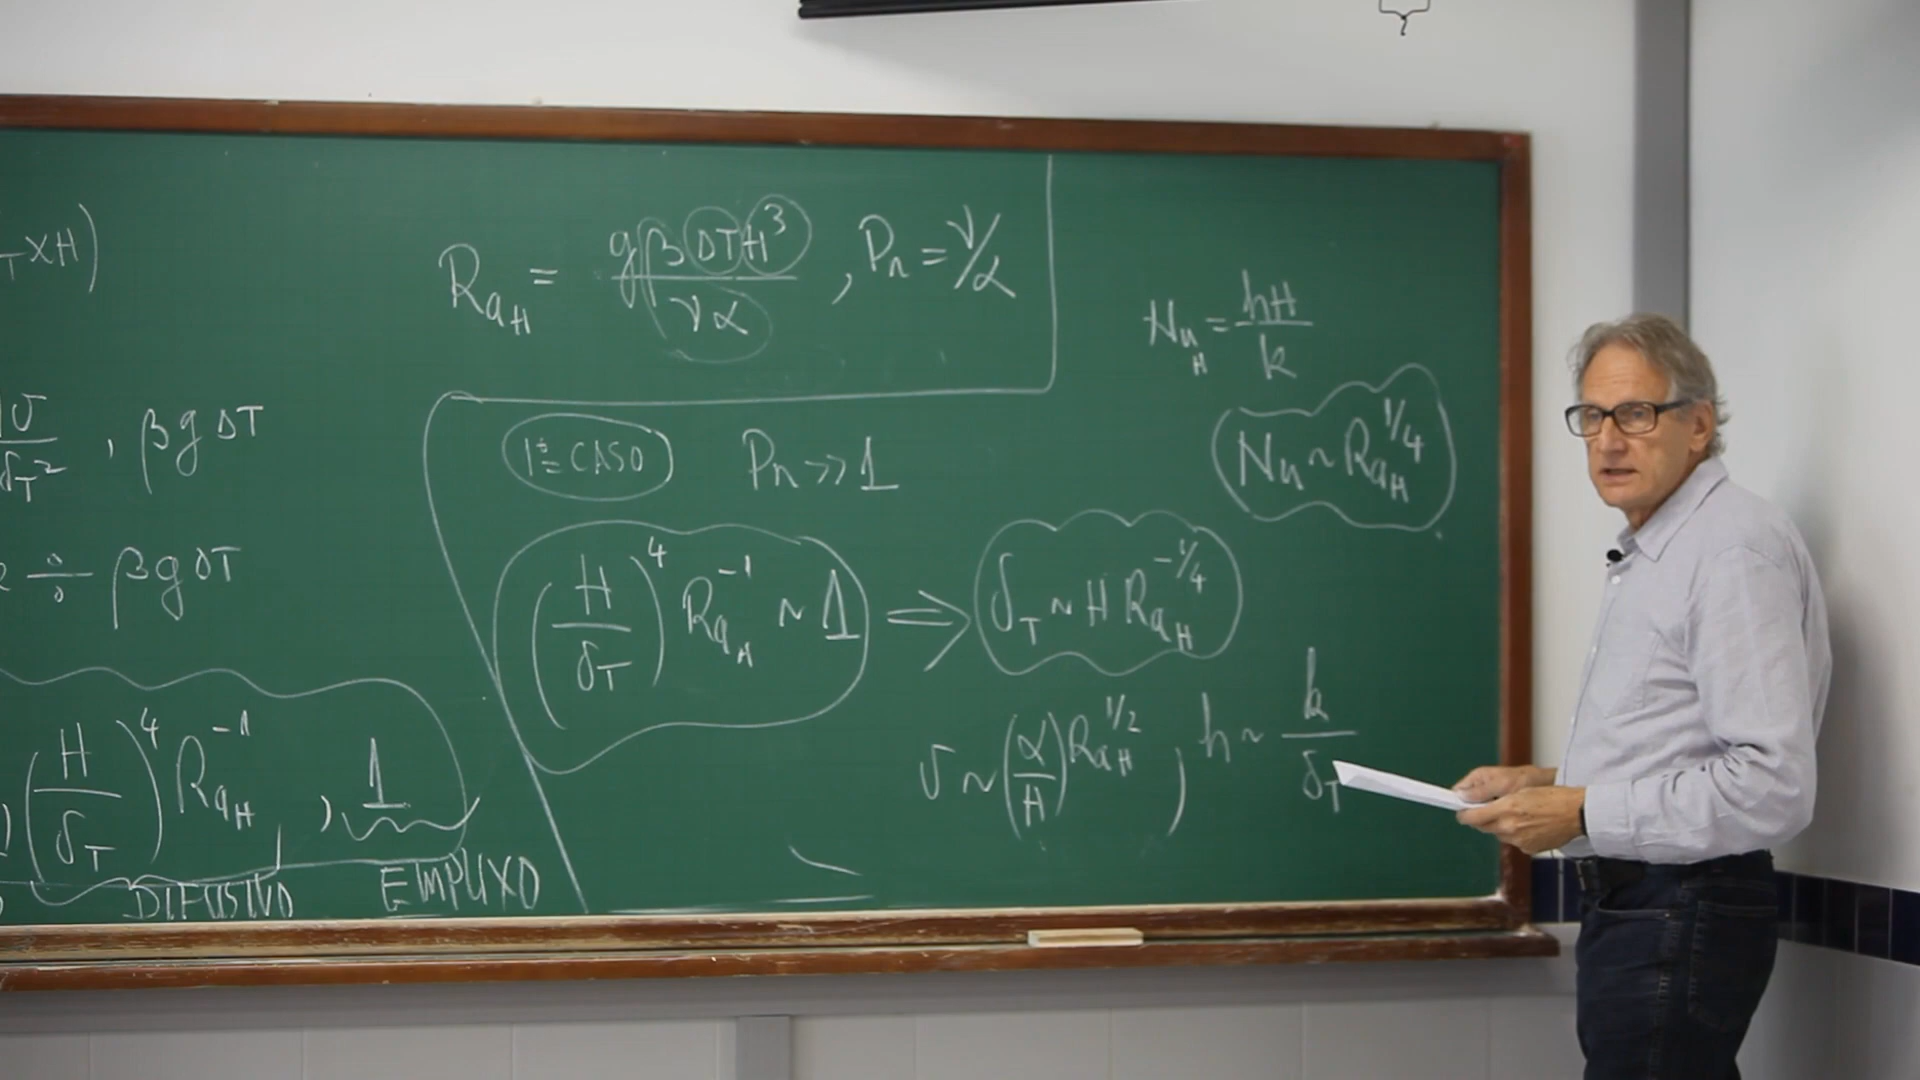 T X H)
Ra_H = gβΔTH³ / να , Pr = ν/α
Nu_H = hH / k
υ / δ_T² , βgΔT
1º CASO Pr >> 1
Nu ~ Ra_H^1/4
÷ βgΔT
(H / δ_T)⁴ Ra_H⁻¹ ~ 1 ⇒ δ_T ~ H Ra_H^-1/4
(H / δ_T)⁴ Ra_H⁻¹ , 1
υ ~ (α / H) Ra_H^1/2 , h ~ k / δ_T
DIFUSIVO EMPUXO